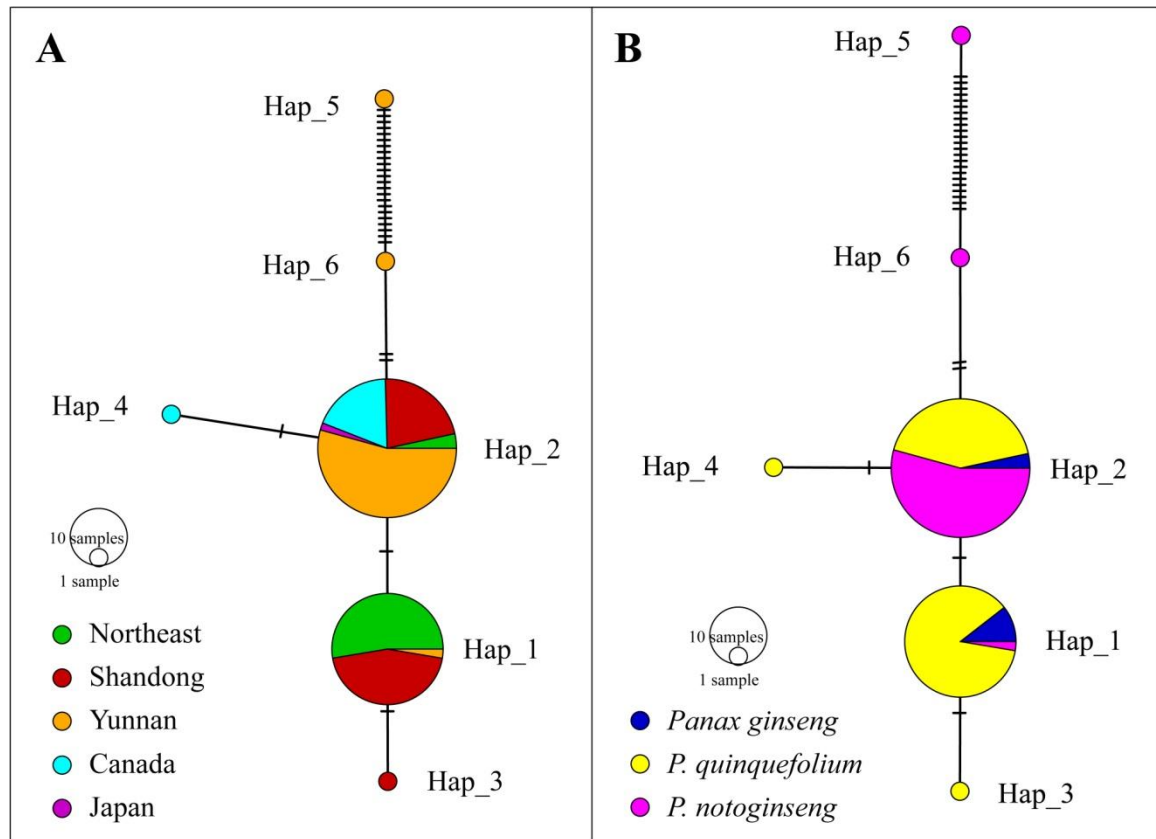 A
Hap_5
Hap_6
Hap_4
Hap_2
10 samples
1 sample
Northeast
Hap_1
Shandong
Yunnan
Canada
Hap_3
Japan
B
Hap_5
Hap_6
Hap_4
Hap_2
10 samples
Hap_1
1 sample
Panax ginseng
P. quinquefolium
Hap_3
P. notoginseng